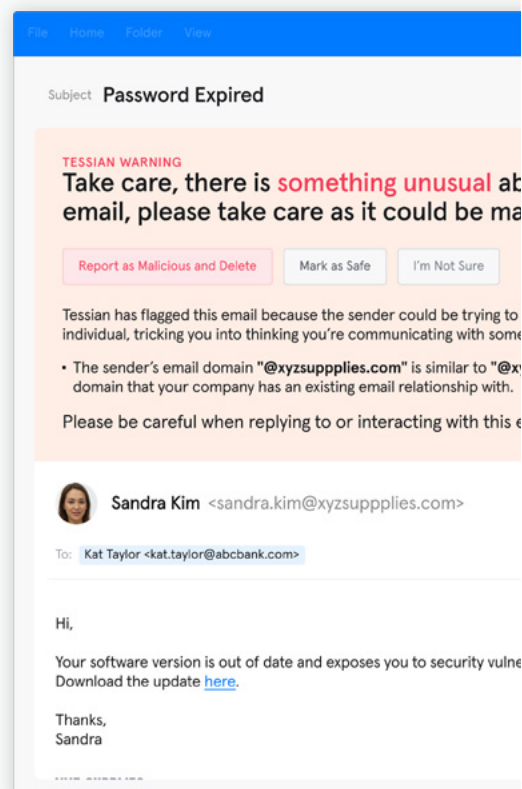 File Home Folder View
Subject Password Expired
TESSIAN WARNING
Take care, there is something unusual ab
email, please take care as it could be ma
Report as Malicious and Delete Mark as Safe I'm Not Sure
Tessian has flagged this email because the sender could be trying to
individual, tricking you into thinking you're communicating with some
• The sender's email domain "@xyzsuppplies.com" is similar to "@xy
domain that your company has an existing email relationship with.
Please be careful when replying to or interacting with this e
Sandra Kim <sandra.kim@xyzsuppplies.com>
To: Kat Taylor <kat.taylor@abcbank.com>
Hi,
Your software version is out of date and exposes you to security vulne
Download the update here.
Thanks,
Sandra